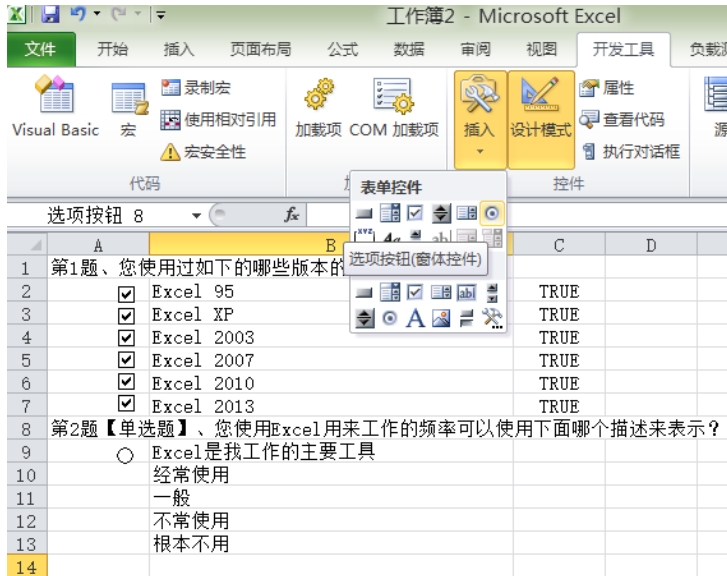 工作簿2 - Microsoft Excel
文件 开始 插入 页面布局 公式 数据 审阅 视图 开发工具 负载
Visual Basic 宏 录制宏 使用相对引用 宏安全性 加载项 COM 加载项 插入 设计模式 属性 查看代码 执行对话框 源
代码 控件
表单控件
选项按钮 8 fx
A B C D
选项按钮(窗体控件)
1 第1题、您使用过如下的哪些版本的
2 Excel 95 TRUE
3 Excel XP TRUE
4 Excel 2003 TRUE
5 Excel 2007 TRUE
6 Excel 2010 TRUE
7 Excel 2013 TRUE
8 第2题【单选题】、您使用Excel用来工作的频率可以使用下面哪个描述来表示?
9 Excel是我工作的主要工具
10 经常使用
11 一般
12 不常使用
13 根本不用
14